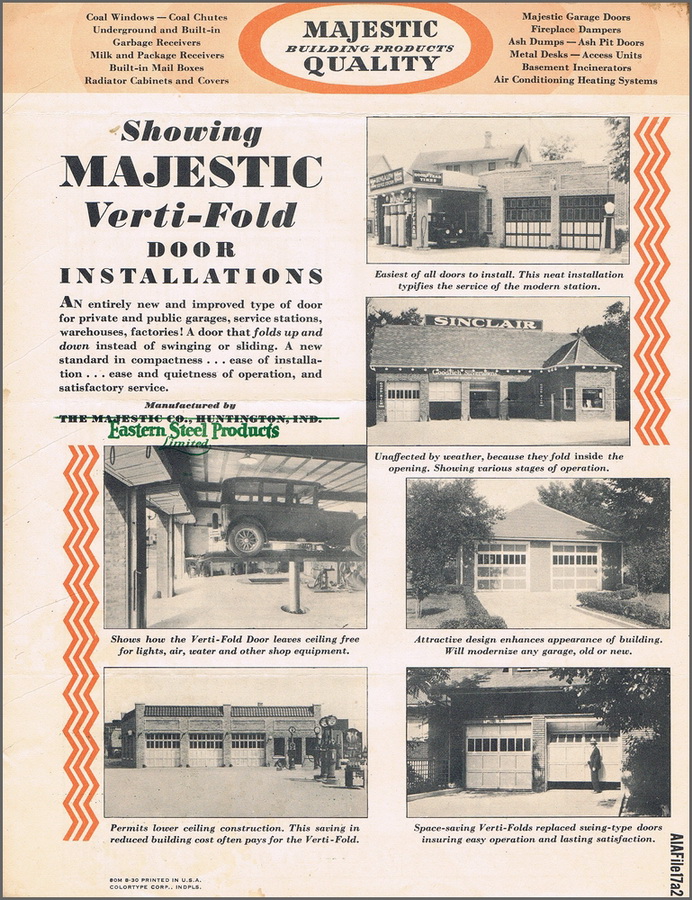 Coal Windows — Coal Chutes
Underground and Built-in
Garbage Receivers
Milk and Package Receivers
Built-in Mail Boxes
Radiator Cabinets and Covers
MAJESTIC
BUILDING PRODUCTS
QUALITY
Majestic Garage Doors
Fireplace Dampers
Ash Dumps — Ash Pit Doors
Metal Desks — Access Units
Basement Incinerators
Air Conditioning Heating Systems
Showing
MAJESTIC
Verti-Fold
DOOR
INSTALLATIONS
AN entirely new and improved type of door
for private and public garages, service stations,
warehouses, factories! A door that folds up and
down instead of swinging or sliding. A new
standard in compactness . . . ease of installa-
tion . . . ease and quietness of operation, and
satisfactory service.
Manufactured by
THE MAJESTIC CO., HUNTINGTON, IND.
Eastern Steel Products
Limited
GOODYEAR
TIRES
Easiest of all doors to install. This neat installation
typifies the service of the modern station.
SINCLAIR
Unaffected by weather, because they fold inside the
opening. Showing various stages of operation.
Shows how the Verti-Fold Door leaves ceiling free
for lights, air, water and other shop equipment.
Attractive design enhances appearance of building.
Will modernize any garage, old or new.
Permits lower ceiling construction. This saving in
reduced building cost often pays for the Verti-Fold.
Space-saving Verti-Folds replaced swing-type doors
insuring easy operation and lasting satisfaction.
80M 8-30 PRINTED IN U.S.A.
COLORTYPE CORP., INDPLS.
AIAFile17a2